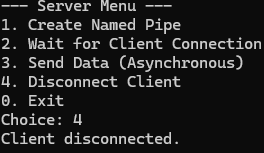 --- Server Menu ---
1. Create Named Pipe
2. Wait for Client Connection
3. Send Data (Asynchronous)
4. Disconnect Client
0. Exit
Choice: 4
Client disconnected.